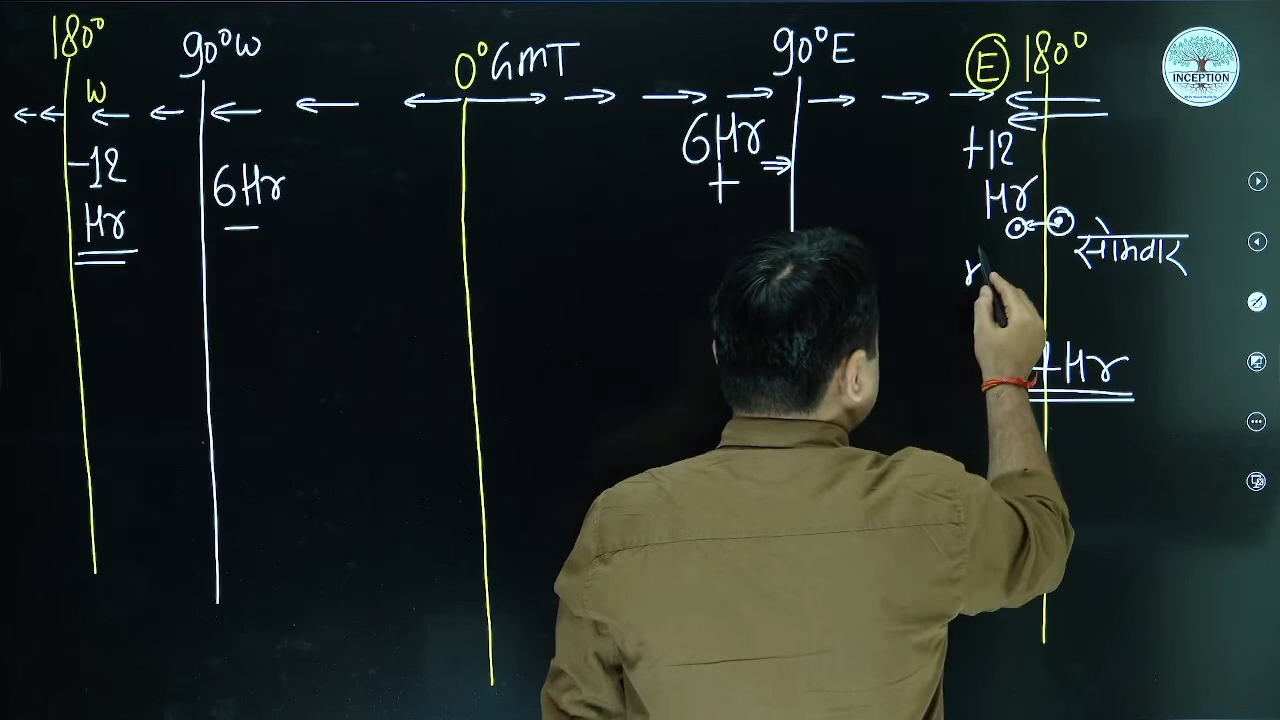 180°
90°W
0° GMT
90°E
E 180°
INCEPTION
W
-12
Hr
6Hr
—
6Hr
+
+12
Hr
सोमवार
+Hr